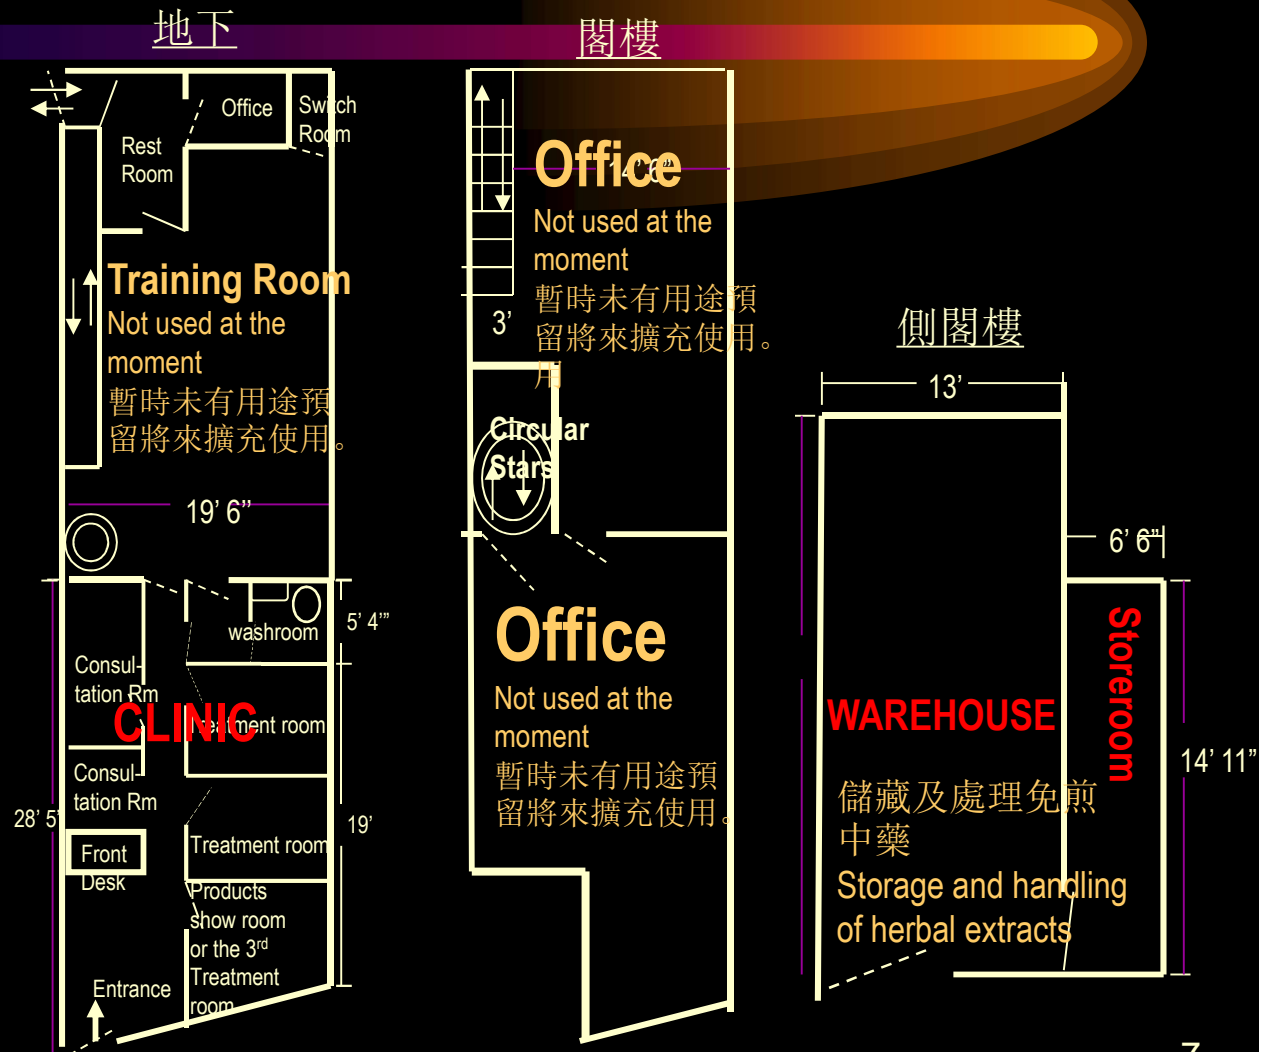 地下
閣樓
Office
Switch
Room
Rest
Room
Training Room
Not used at the
moment
暫時未有用途預
留將來擴充使用。
19’ 6”
washroom
5’ 4’”
Consul-
tation Rm
CLINIC
Treatment room
Consul-
tation Rm
28’ 5’
19’
Treatment room
Front
Desk
Products
show room
or the 3rd
Treatment
room
Entrance
Office
14’ 6”
Not used at the
moment
暫時未有用途預
留將來擴充使用。
用
3’
Circular
Stars
Office
Not used at the
moment
暫時未有用途預
留將來擴充使用。
側閣樓
13’
6’ 6”
Storeroom
WAREHOUSE
14’ 11”
儲藏及處理免煎
中藥
Storage and handling
of herbal extracts